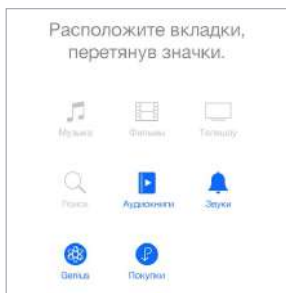 Расположите вкладки,
перетянув значки.
Музыка Фильмы Телешоу
Поиск Аудиокниги Звуки
Genius Покупки